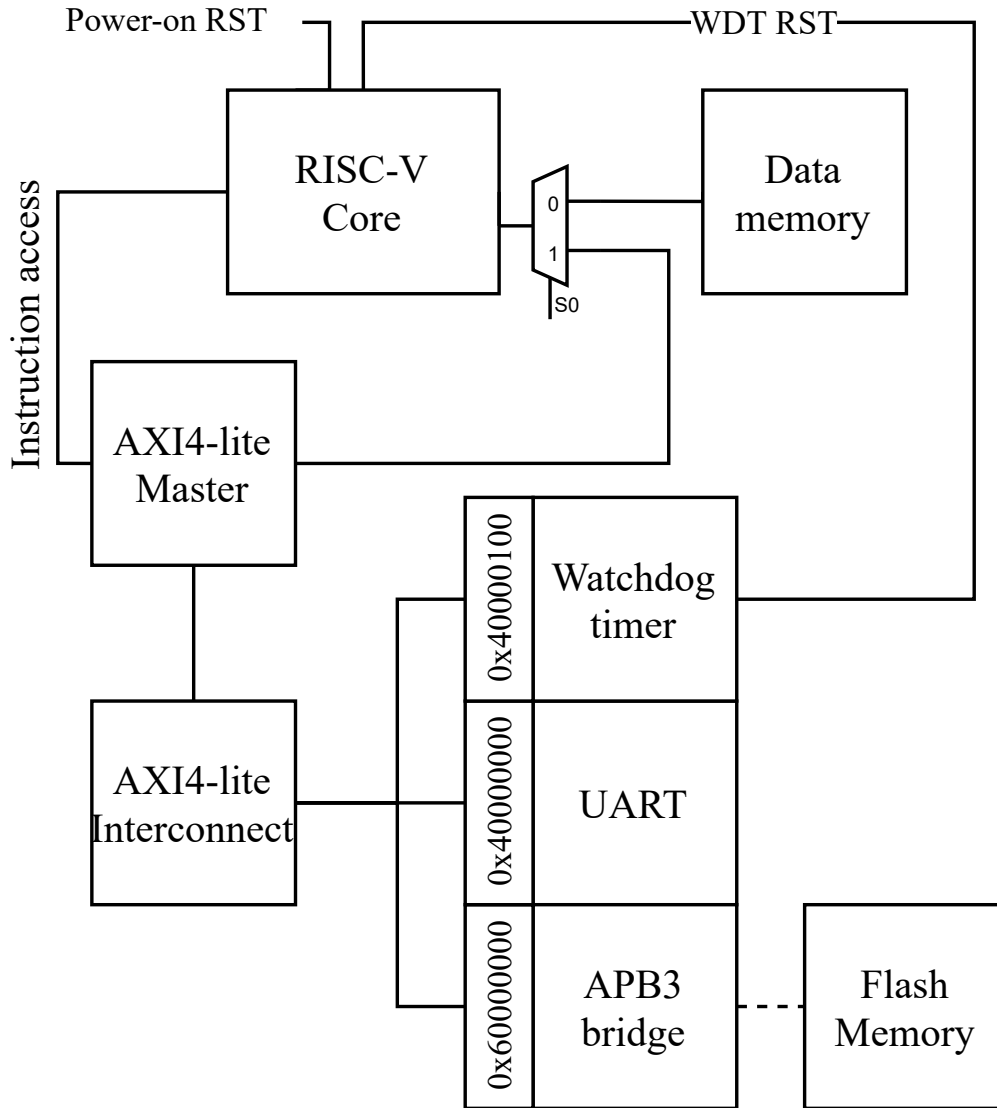 Power-on RST
WDT RST
RISC-V
Core
Data
memory
0
1
S0
Instruction access
AXI4-lite
Master
0x40000100
Watchdog
timer
AXI4-lite
Interconnect
0x40000000
UART
0x60000000
APB3
bridge
Flash
Memory